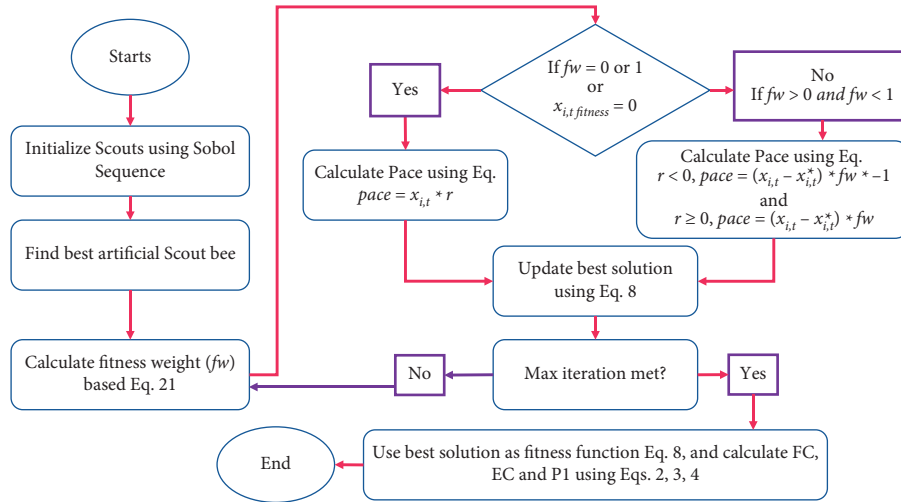 Starts
Initialize Scouts using Sobol
Sequence
Find best artificial Scout bee
Calculate fitness weight (fw)
based Eq. 21
If fw = 0 or 1
or
x_{i,t fitness} = 0
Yes
Calculate Pace using Eq.
pace = x_{i,t} * r
No
If fw > 0 and fw < 1
Calculate Pace using Eq.
r < 0, pace = (x_{i,t} – x*_{i,t}) * fw * –1
and
r ≥ 0, pace = (x_{i,t} – x*_{i,t}) * fw
Update best solution
using Eq. 8
Max iteration met?
No
Yes
Use best solution as fitness function Eq. 8, and calculate FC,
EC and P1 using Eqs. 2, 3, 4
End